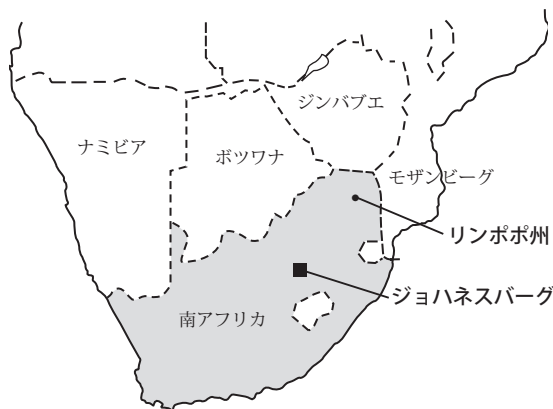 ジンバブエ
ナミビア
ボツワナ
モザンビーグ
リンポポ州
ジョハネスバーグ
南アフリカ